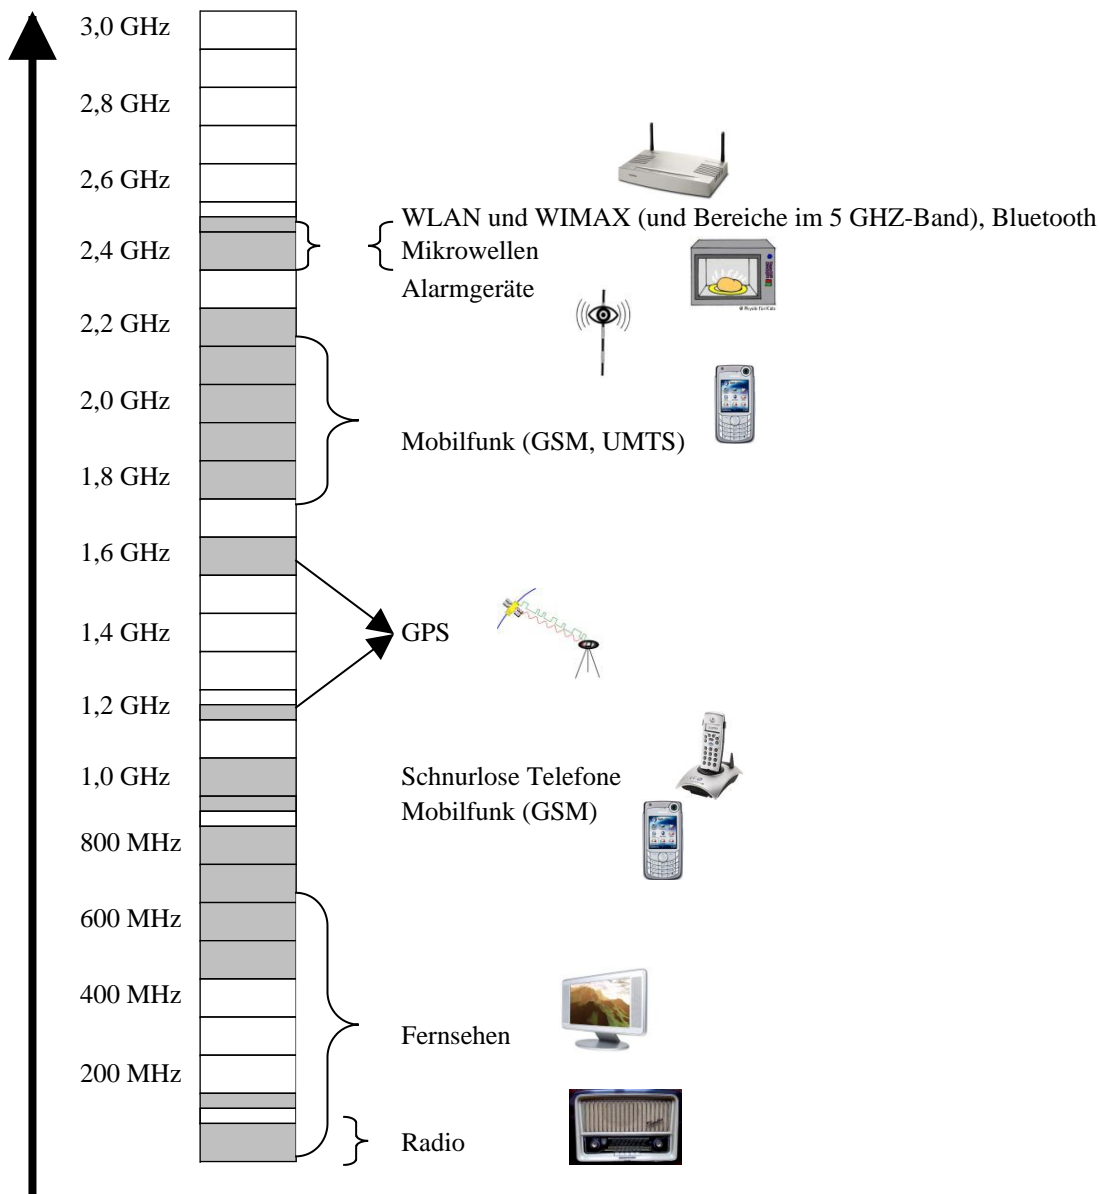 3,0 GHz
2,8 GHz
2,6 GHz
WLAN und WIMAX (und Bereiche im 5 GHZ-Band), Bluetooth
2,4 GHz
Mikrowellen
Alarmgeräte
© Physik für Kids
2,2 GHz
2,0 GHz
Mobilfunk (GSM, UMTS)
1,8 GHz
1,6 GHz
1,4 GHz
GPS
1,2 GHz
1,0 GHz
Schnurlose Telefone
Mobilfunk (GSM)
800 MHz
600 MHz
400 MHz
Fernsehen
200 MHz
Radio